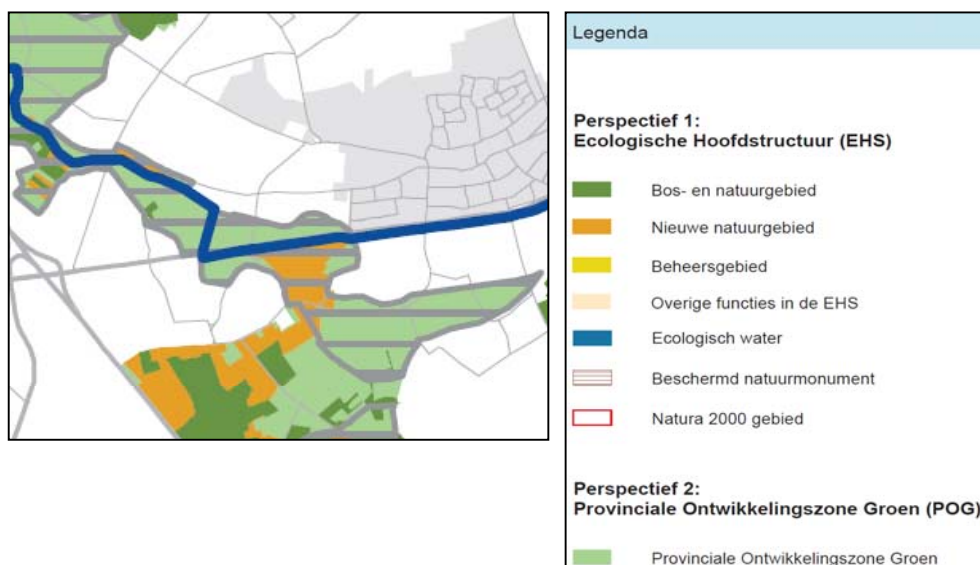 Legenda
Perspectief 1:
Ecologische Hoofdstructuur (EHS)
Bos- en natuurgebied
Nieuwe natuurgebied
Beheersgebied
Overige functies in de EHS
Ecologisch water
Beschermd natuurmonument
Natura 2000 gebied
Perspectief 2:
Provinciale Ontwikkelingszone Groen (POG)
Provinciale Ontwikkelingszone Groen